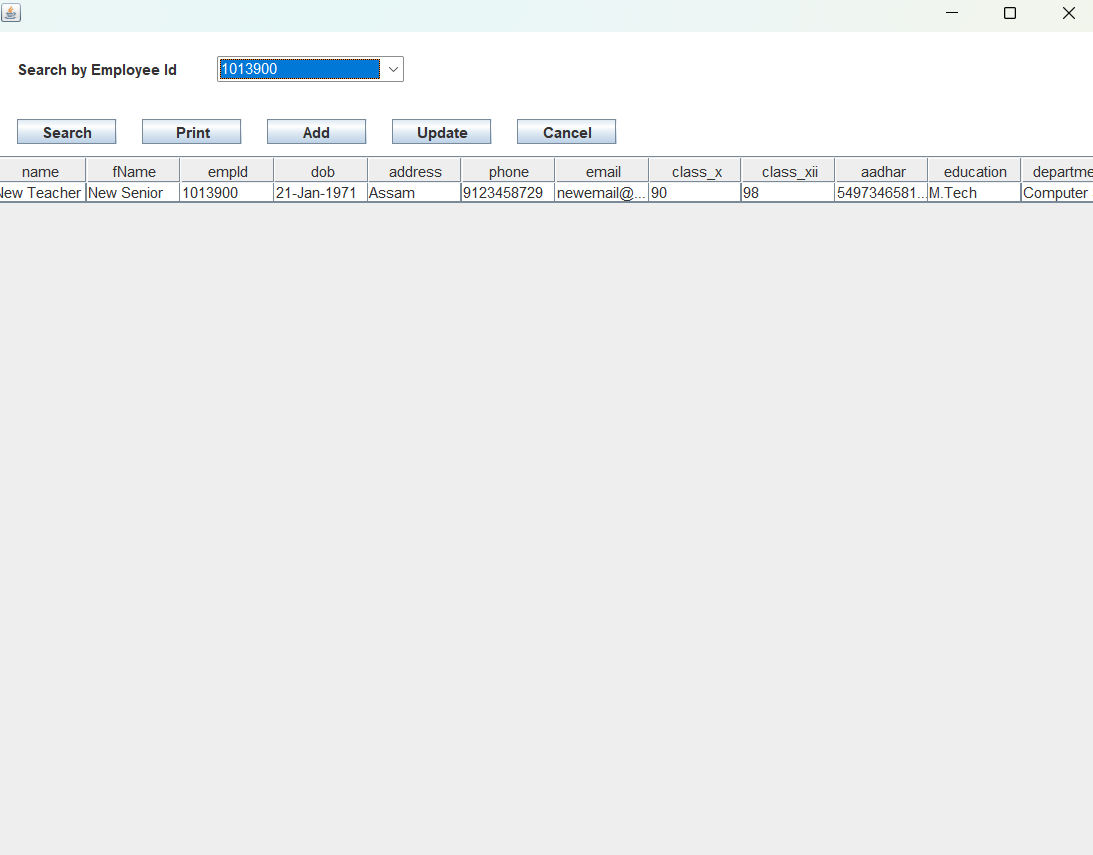 Search by Employee Id 1013900
Search Print Add Update Cancel
name fName empId dob address phone email class_x class_xii aadhar education departme
New Teacher New Senior 1013900 21-Jan-1971 Assam 9123458729 newemail@... 90 98 5497346581... M.Tech Computer